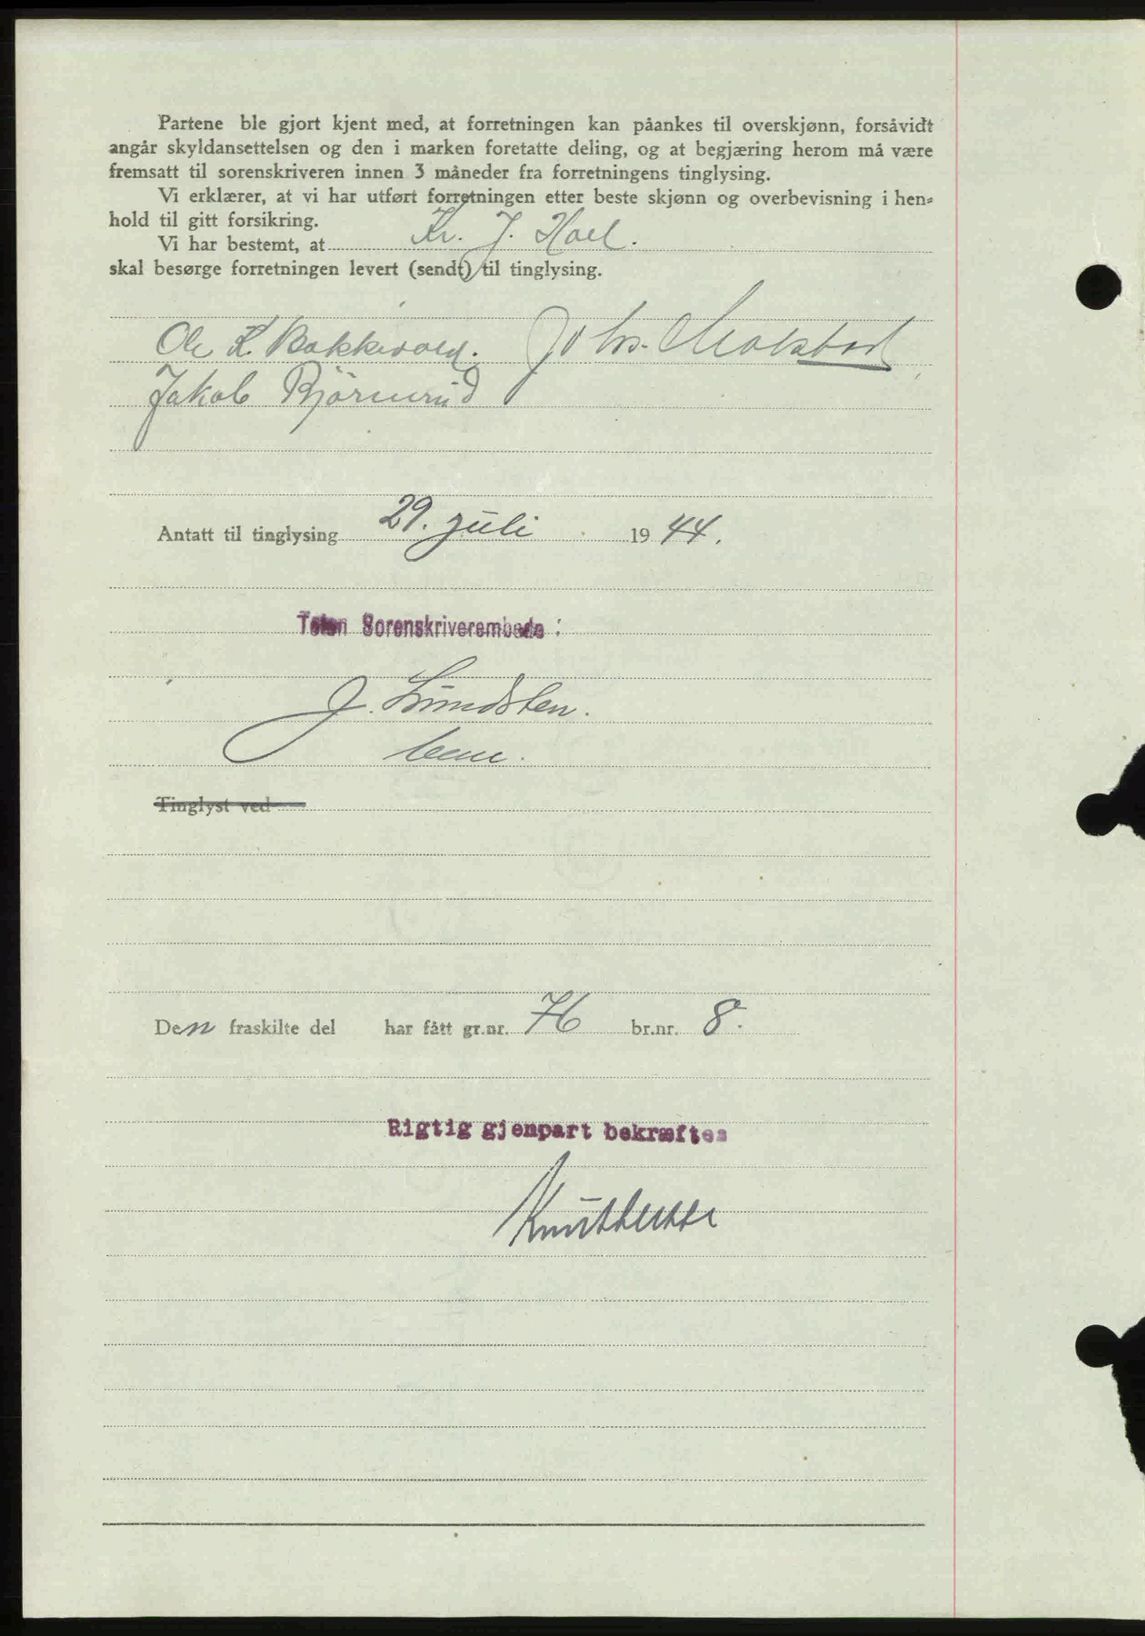 Partene ble gjort kjent med, at forretningen kan påankes til overskjønn, forsåvidt
angår skyldansettelsen og den i marken foretatte deling, og at begjæring herom må være
fremsatt til sorenskriveren innen 3 måneder fra forretningens tinglysing.
Vi erklærer, at vi har utført forretningen etter beste skjønn og overbevisning i hen-
hold til gitt forsikring.
Vi har bestemt, at Kr. J. Hoel.
skal besørge forretningen levert (sendt) til tinglysing.
Ole K. Bakkevold. Johs.
Jakob Bjørnerud
Antatt til tinglysing 29. juli 1944.
Toten Sorenskriverembede :
J. Lundsten.
Tinglyst ved
Den fraskilte del har fått gr.nr. 76 br.nr. 8.
Rigtig gjenpart bekræftes